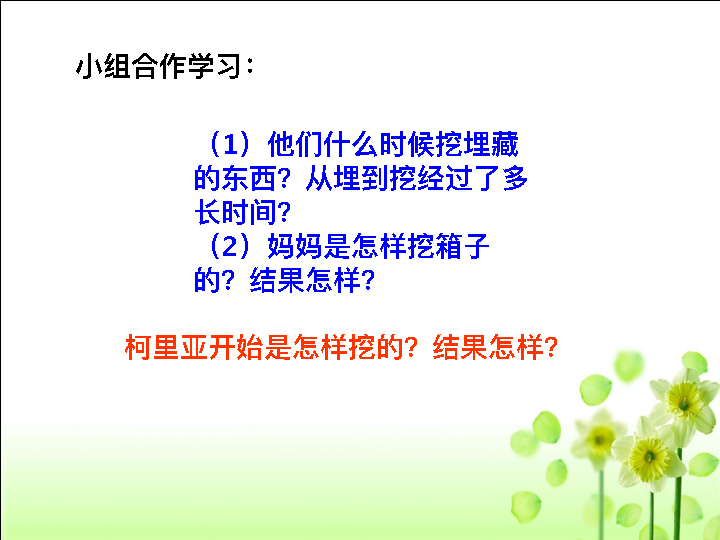 小组合作学习：
（1）他们什么时候挖埋藏
的东西？从埋到挖经过了多
长时间？
（2）妈妈是怎样挖箱子
的？结果怎样？
柯里亚开始是怎样挖的？结果怎样？